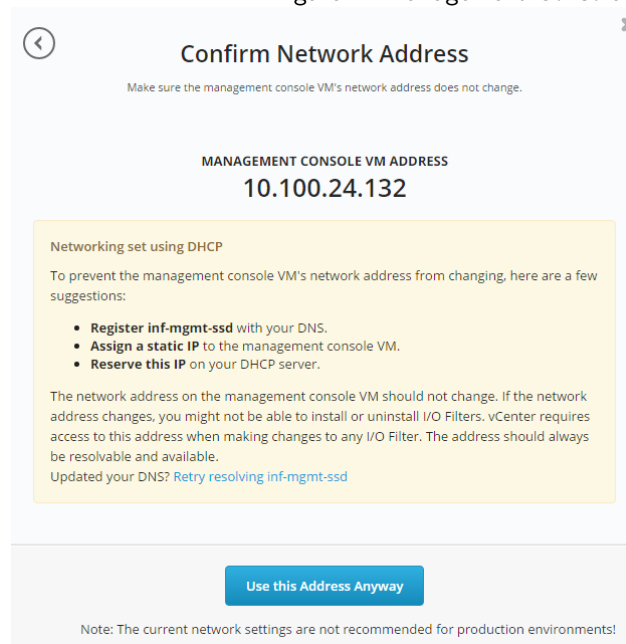 Confirm Network Address
Make sure the management console VM's network address does not change.
MANAGEMENT CONSOLE VM ADDRESS
10.100.24.132
Networking set using DHCP
To prevent the management console VM's network address from changing, here are a few
suggestions:
• Register inf-mgmt-ssd with your DNS.
• Assign a static IP to the management console VM.
• Reserve this IP on your DHCP server.
The network address on the management console VM should not change. If the network
address changes, you might not be able to install or uninstall I/O Filters. vCenter requires
access to this address when making changes to any I/O Filter. The address should always
be resolvable and available.
Updated your DNS? Retry resolving inf-mgmt-ssd
Use this Address Anyway
Note: The current network settings are not recommended for production environments!